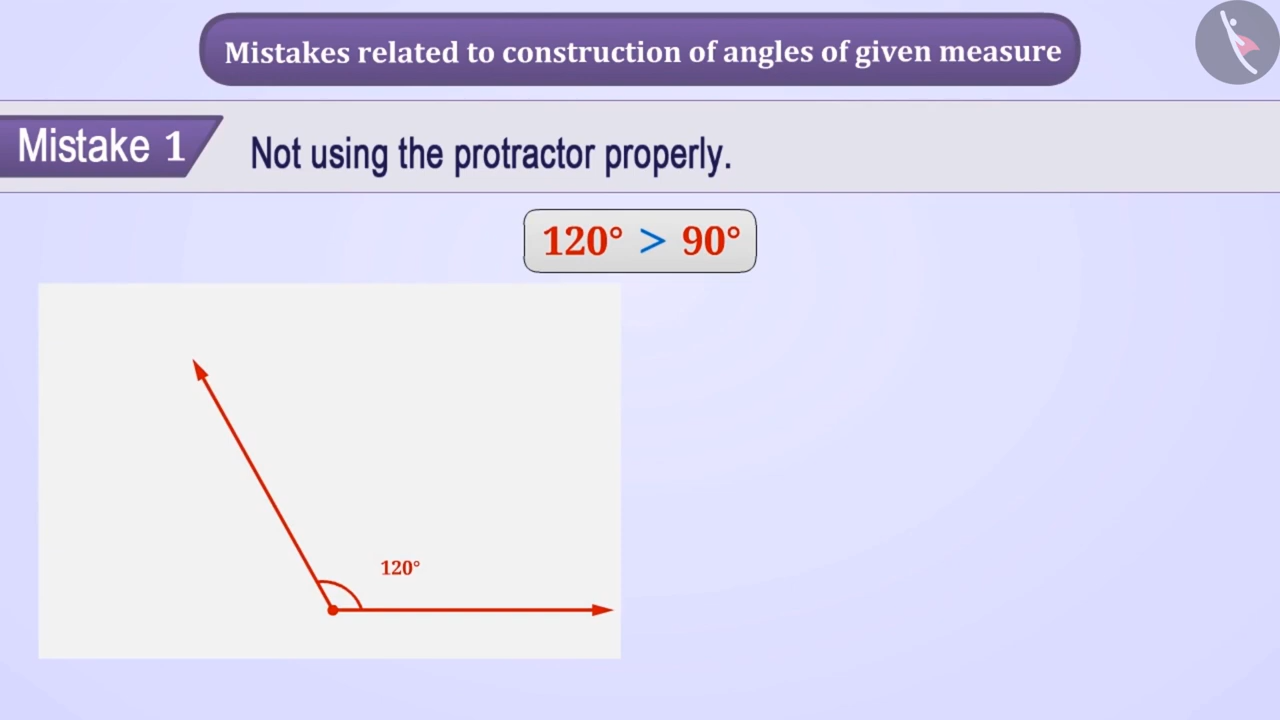 Mistakes related to construction of angles of given measure
Mistake 1
Not using the protractor properly.
120° > 90°
120°